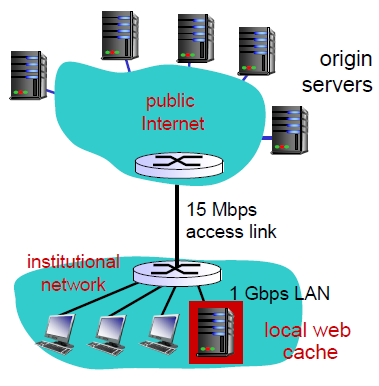 origin
servers
public
Internet
15 Mbps
access link
institutional
network
1 Gbps LAN
local web
cache